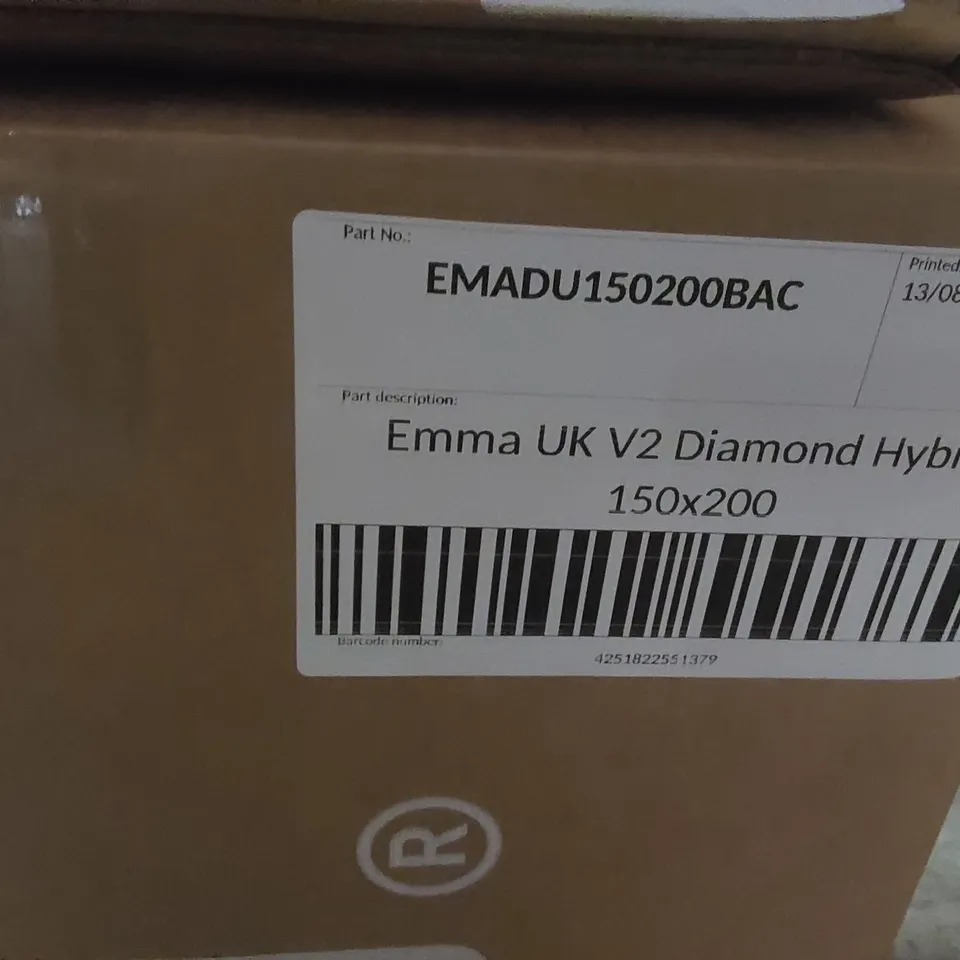 Part No.:
EMADU150200BAC
Printed
13/08
Part description:
Emma UK V2 Diamond Hybr
150x200
Barcode number:
4251822551379
®